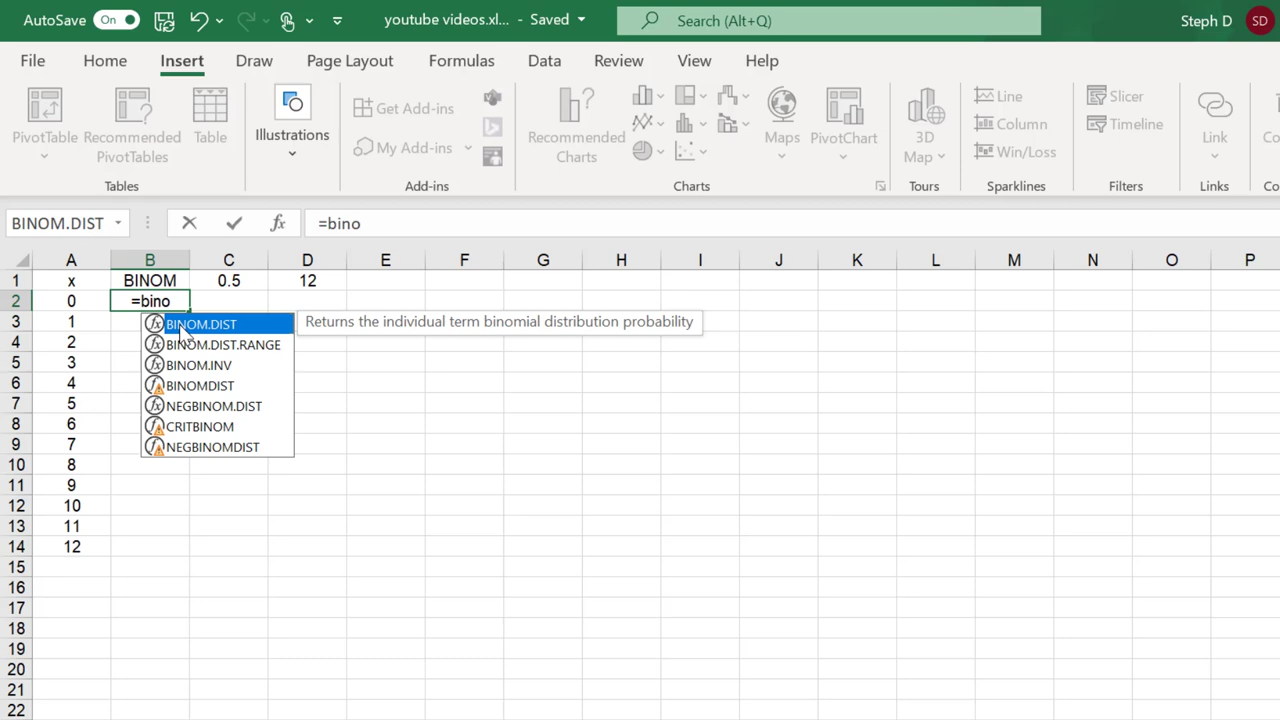 AutoSave On youtube videos.xl... - Saved Search (Alt+Q) Steph D SD
File Home Insert Draw Page Layout Formulas Data Review View Help
PivotTable Recommended PivotTables Table
Illustrations
Get Add-ins
My Add-ins
Recommended Charts
Maps PivotChart
3D Map
Line
Column
Win/Loss
Slicer
Timeline
Link
Co
Tables Add-ins Charts Tours Sparklines Filters Links Co
BINOM.DIST fx =bino
A B C D E F G H I J K L M N O P
1 x BINOM 0.5 12
2 0 =bino
3 1 BINOM.DIST Returns the individual term binomial distribution probability
4 2 BINOM.DIST.RANGE
5 3 BINOM.INV
6 4 BINOMDIST
7 5 NEGBINOM.DIST
8 6 CRITBINOM
9 7 NEGBINOMDIST
10 8
11 9
12 10
13 11
14 12
15
16
17
18
19
20
21
22